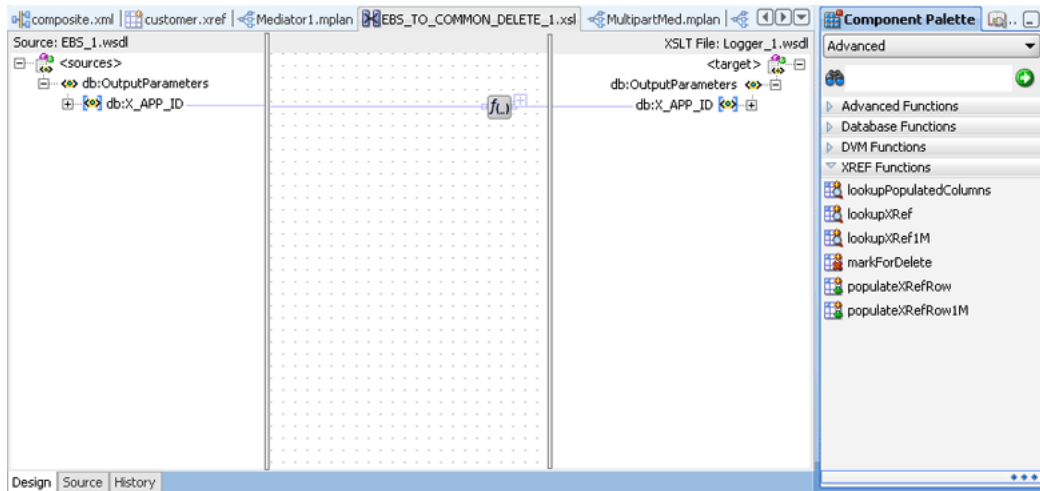 composite.xml customer.xref Mediator1.mplan EBS_TO_COMMON_DELETE_1.xsl MultipartMed.mplan
Component Palette
Source: EBS_1.wsdl
XSLT File: Logger_1.wsdl
Advanced
<sources>
<target>
db:OutputParameters
db:OutputParameters
db:X_APP_ID
f(..)
db:X_APP_ID
Advanced Functions
Database Functions
DVM Functions
XREF Functions
lookupPopulatedColumns
lookupXRef
lookupXRef1M
markForDelete
populateXRefRow
populateXRefRow1M
Design Source History